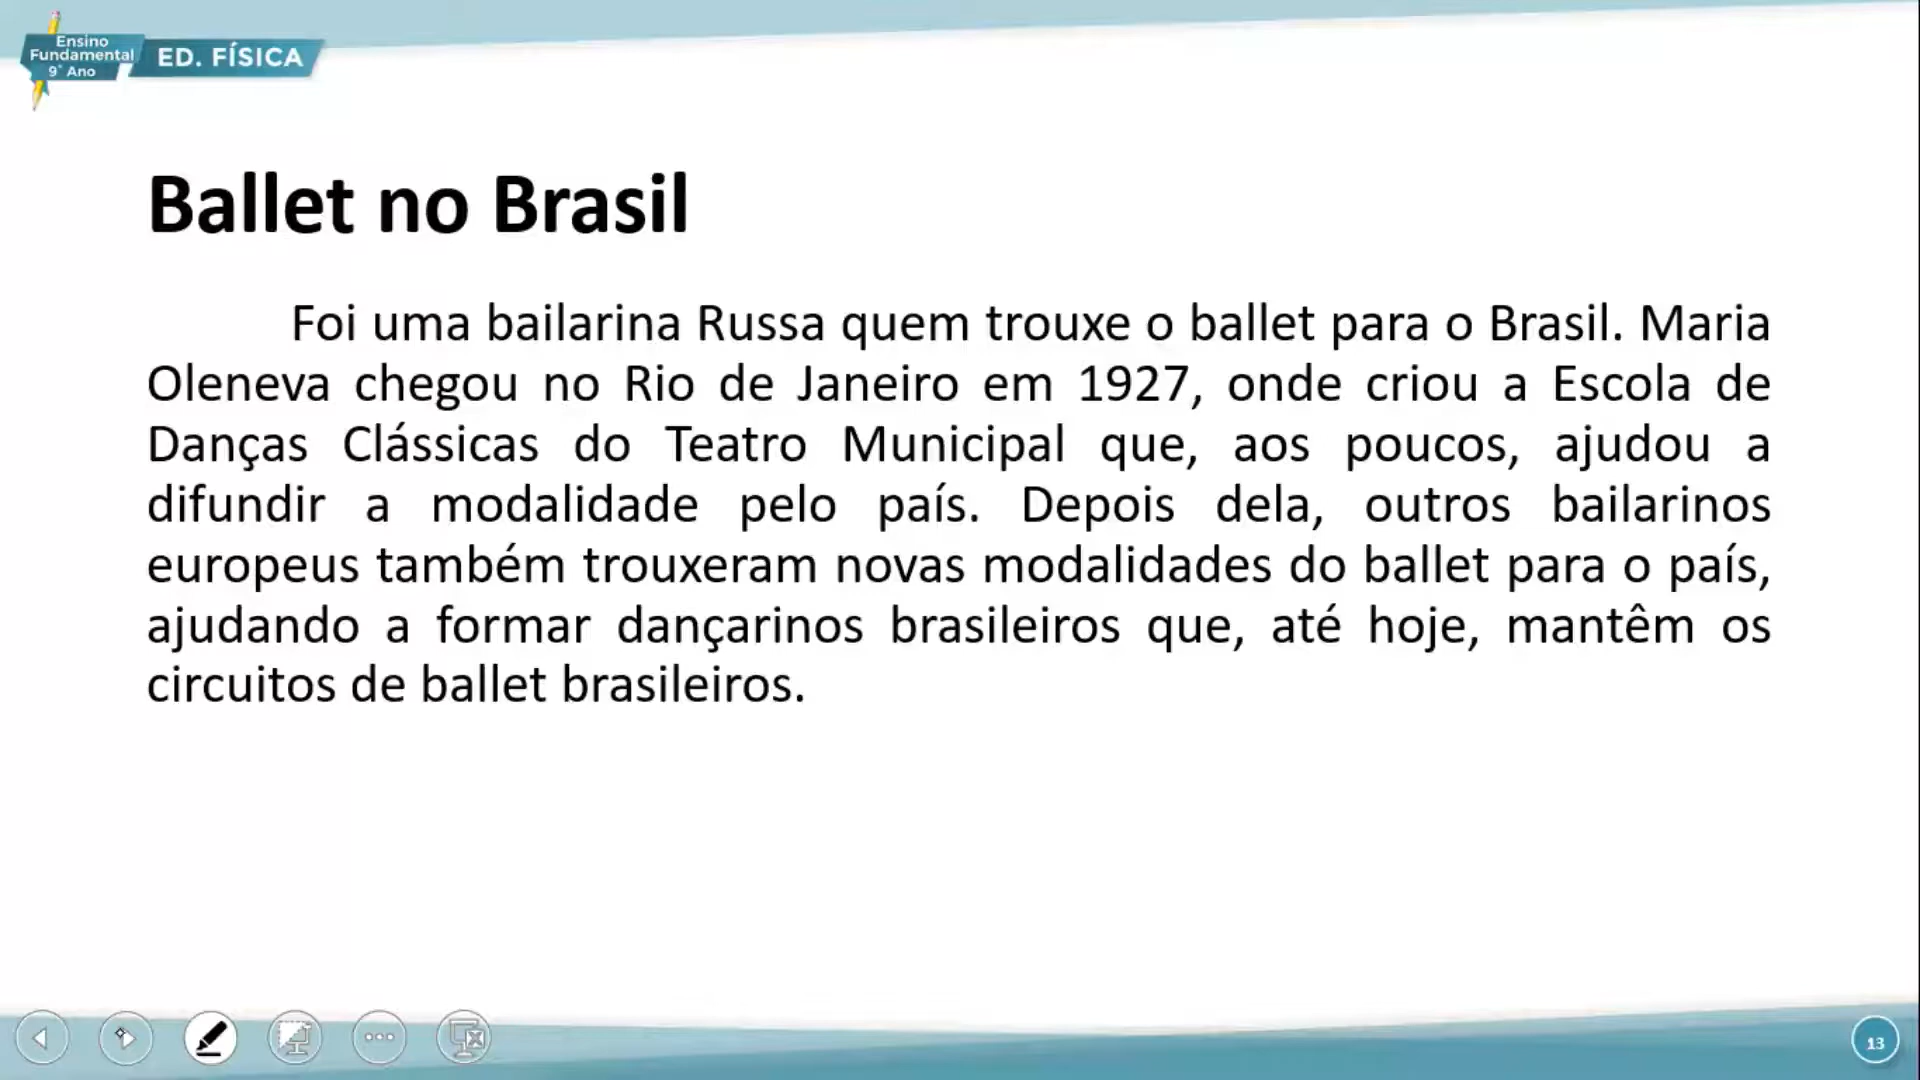 Ensino
Fundamental
9° Ano
ED. FÍSICA
Ballet no Brasil
Foi uma bailarina Russa quem trouxe o ballet para o Brasil. Maria
Oleneva chegou no Rio de Janeiro em 1927, onde criou a Escola de
Danças Clássicas do Teatro Municipal que, aos poucos, ajudou a
difundir a modalidade pelo país. Depois dela, outros bailarinos
europeus também trouxeram novas modalidades do ballet para o país,
ajudando a formar dançarinos brasileiros que, até hoje, mantêm os
circuitos de ballet brasileiros.
13